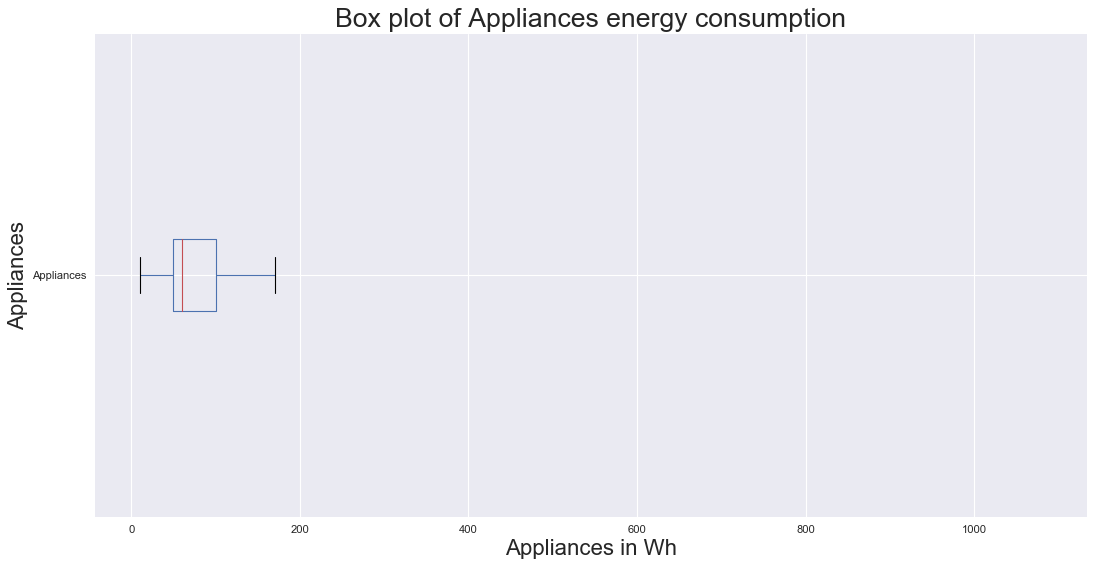 Box plot of Appliances energy consumption
Appliances
Appliances
0 200 400 600 800 1000
Appliances in Wh